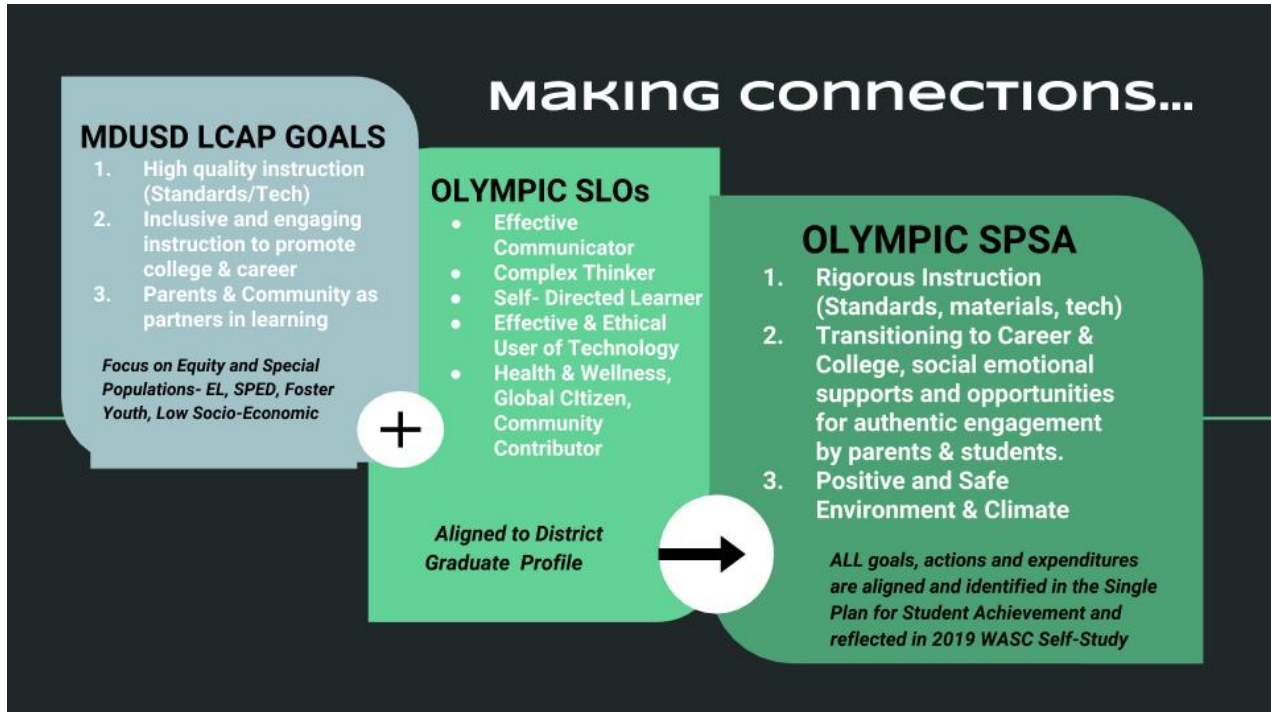 Making Connections...
MDUSD LCAP GOALS
1. High quality instruction
(Standards/Tech)
2. Inclusive and engaging
instruction to promote
college & career
3. Parents & Community as
partners in learning
Focus on Equity and Special
Populations- EL, SPED, Foster
Youth, Low Socio-Economic
+
OLYMPIC SLOs
● Effective
Communicator
● Complex Thinker
● Self- Directed Learner
● Effective & Ethical
User of Technology
● Health & Wellness,
Global CItizen,
Community
Contributor
Aligned to District
Graduate Profile
OLYMPIC SPSA
1. Rigorous Instruction
(Standards, materials, tech)
2. Transitioning to Career &
College, social emotional
supports and opportunities
for authentic engagement
by parents & students.
3. Positive and Safe
Environment & Climate
ALL goals, actions and expenditures
are aligned and identified in the Single
Plan for Student Achievement and
reflected in 2019 WASC Self-Study